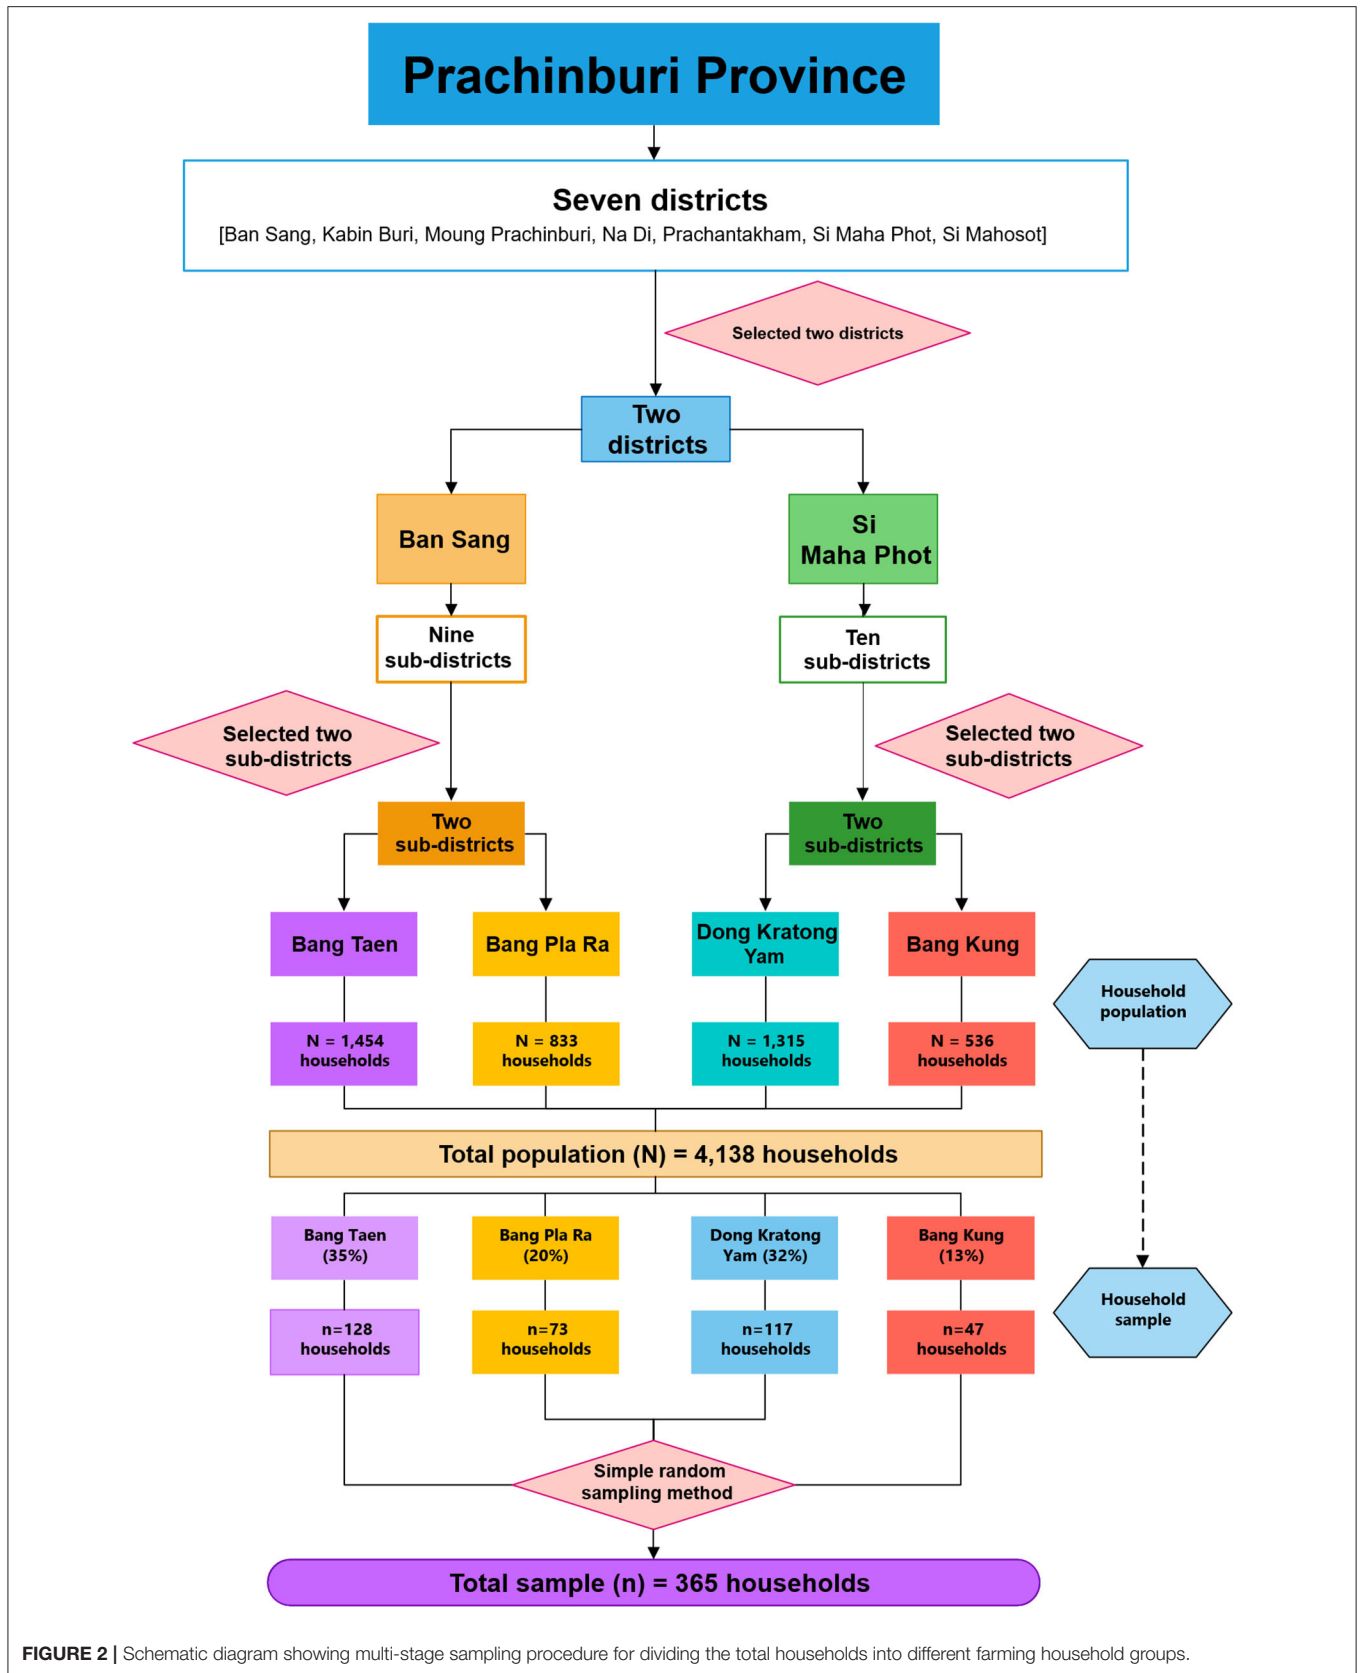 Prachinburi Province
Seven districts
[Ban Sang, Kabin Buri, Moung Prachinburi, Na Di, Prachantakham, Si Maha Phot, Si Mahosot]
Selected two districts
Two
districts
Ban Sang
Si
Maha Phot
Nine
sub-districts
Ten
sub-districts
Selected two
sub-districts
Selected two
sub-districts
Two
sub-districts
Two
sub-districts
Bang Taen
Bang Pla Ra
Dong Kratong
Yam
Bang Kung
Household
population
N = 1,454
households
N = 833
households
N = 1,315
households
N = 536
households
Total population (N) = 4,138 households
Bang Taen
(35%)
Bang Pla Ra
(20%)
Dong Kratong
Yam (32%)
Bang Kung
(13%)
Household
sample
n=128
households
n=73
households
n=117
households
n=47
households
Simple random
sampling method
Total sample (n) = 365 households
FIGURE 2 | Schematic diagram showing multi-stage sampling procedure for dividing the total households into different farming household groups.